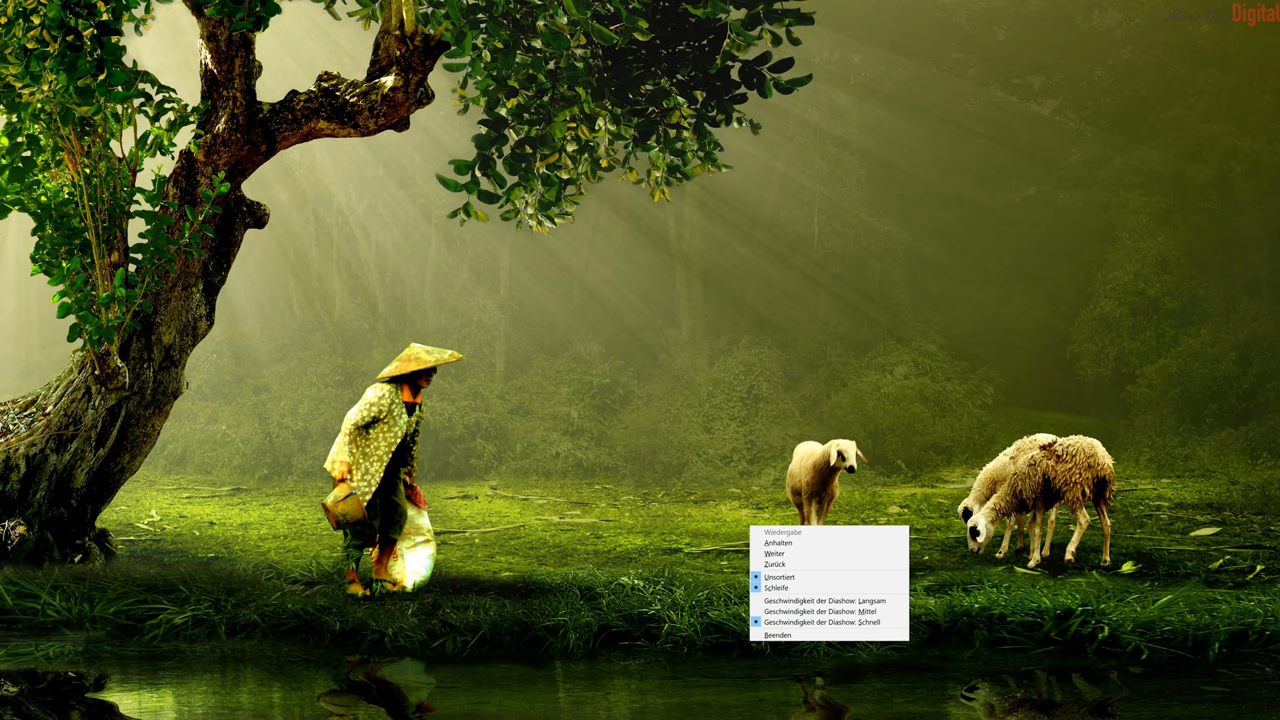 Digital
Wiedergabe
Anhalten
Weiter
Zurück
Unsortiert
Schleife
Geschwindigkeit der Diashow: Langsam
Geschwindigkeit der Diashow: Mittel
Geschwindigkeit der Diashow: Schnell
Beenden